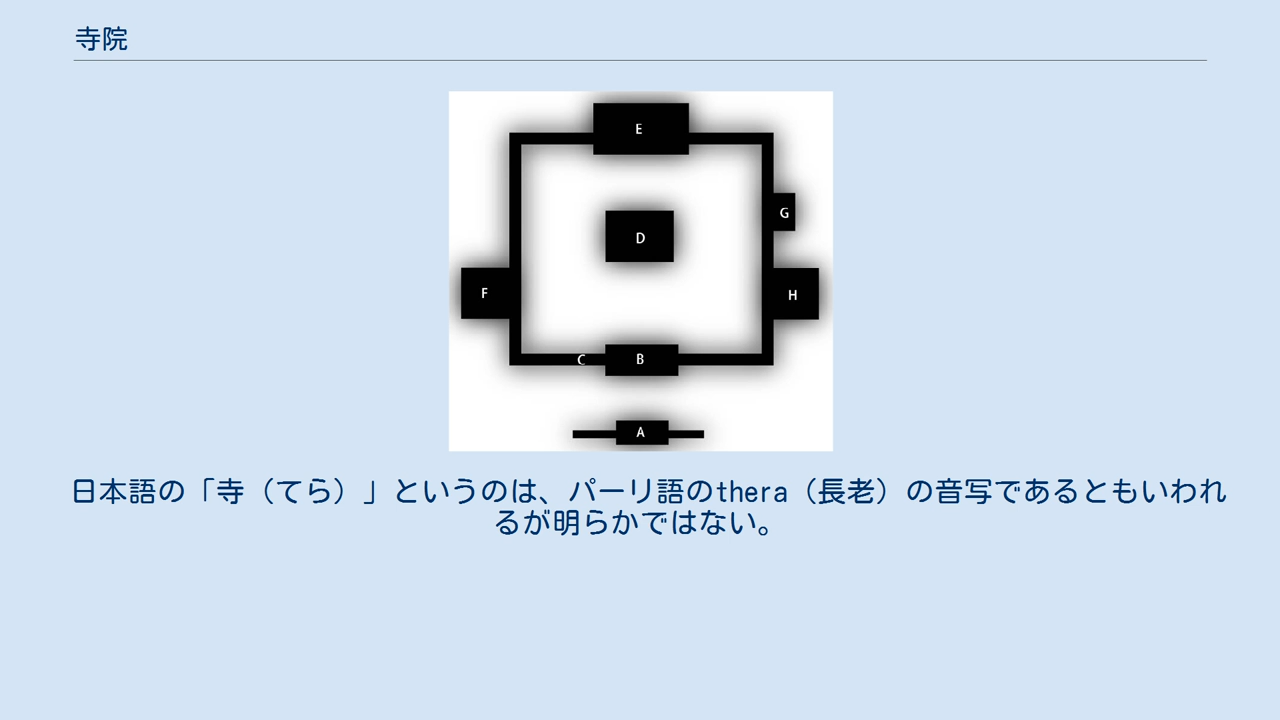 寺院
E
G
D
F
H
C
B
A
日本語の「寺（てら）」というのは、パーリ語のthera（長老）の音写であるともいわれ
るが明らかではない。